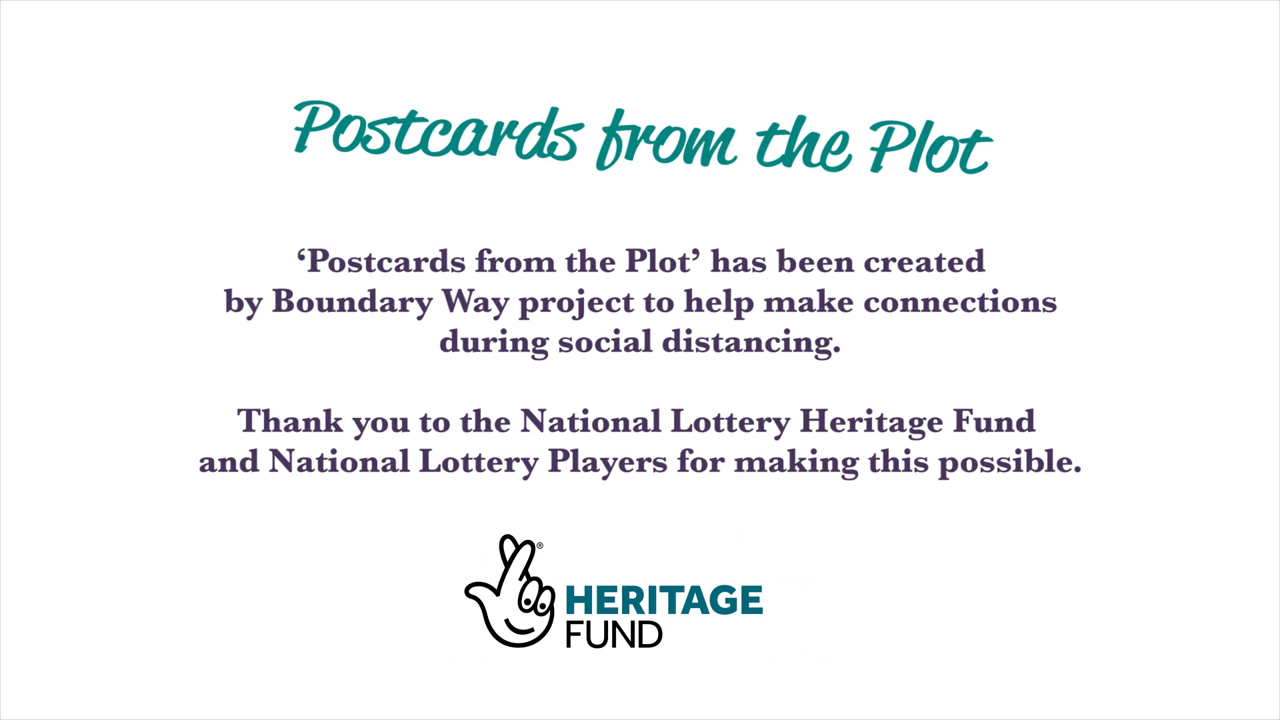 Postcards from the Plot
‘Postcards from the Plot’ has been created
by Boundary Way project to help make connections
during social distancing.
Thank you to the National Lottery Heritage Fund
and National Lottery Players for making this possible.
®
HERITAGE
FUND